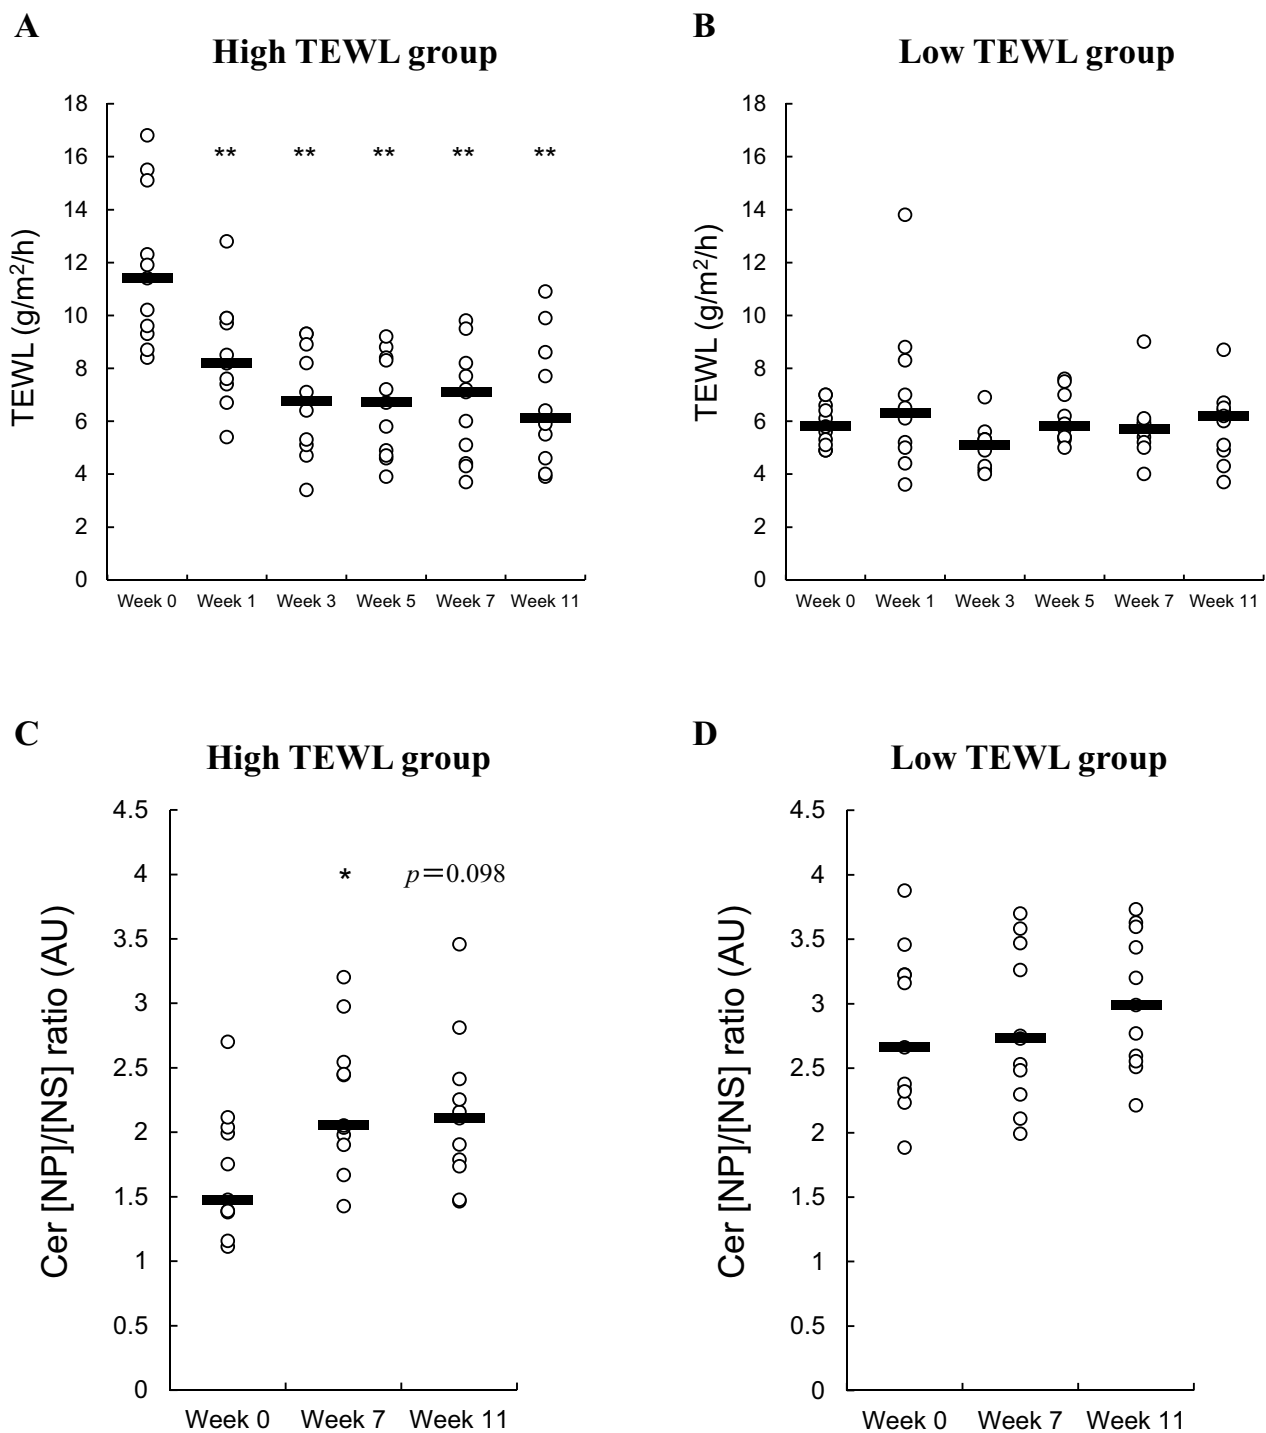 A
High TEWL group
TEWL (g/m²/h)
18
16
14
12
10
8
6
4
2
0
** ** ** ** **
Week 0 Week 1 Week 3 Week 5 Week 7 Week 11
B
Low TEWL group
TEWL (g/m²/h)
18
16
14
12
10
8
6
4
2
0
Week 0 Week 1 Week 3 Week 5 Week 7 Week 11
C
High TEWL group
Cer [NP]/[NS] ratio (AU)
4.5
4
3.5
3
2.5
2
1.5
1
0.5
0
* p=0.098
Week 0 Week 7 Week 11
D
Low TEWL group
Cer [NP]/[NS] ratio (AU)
4.5
4
3.5
3
2.5
2
1.5
1
0.5
0
Week 0 Week 7 Week 11